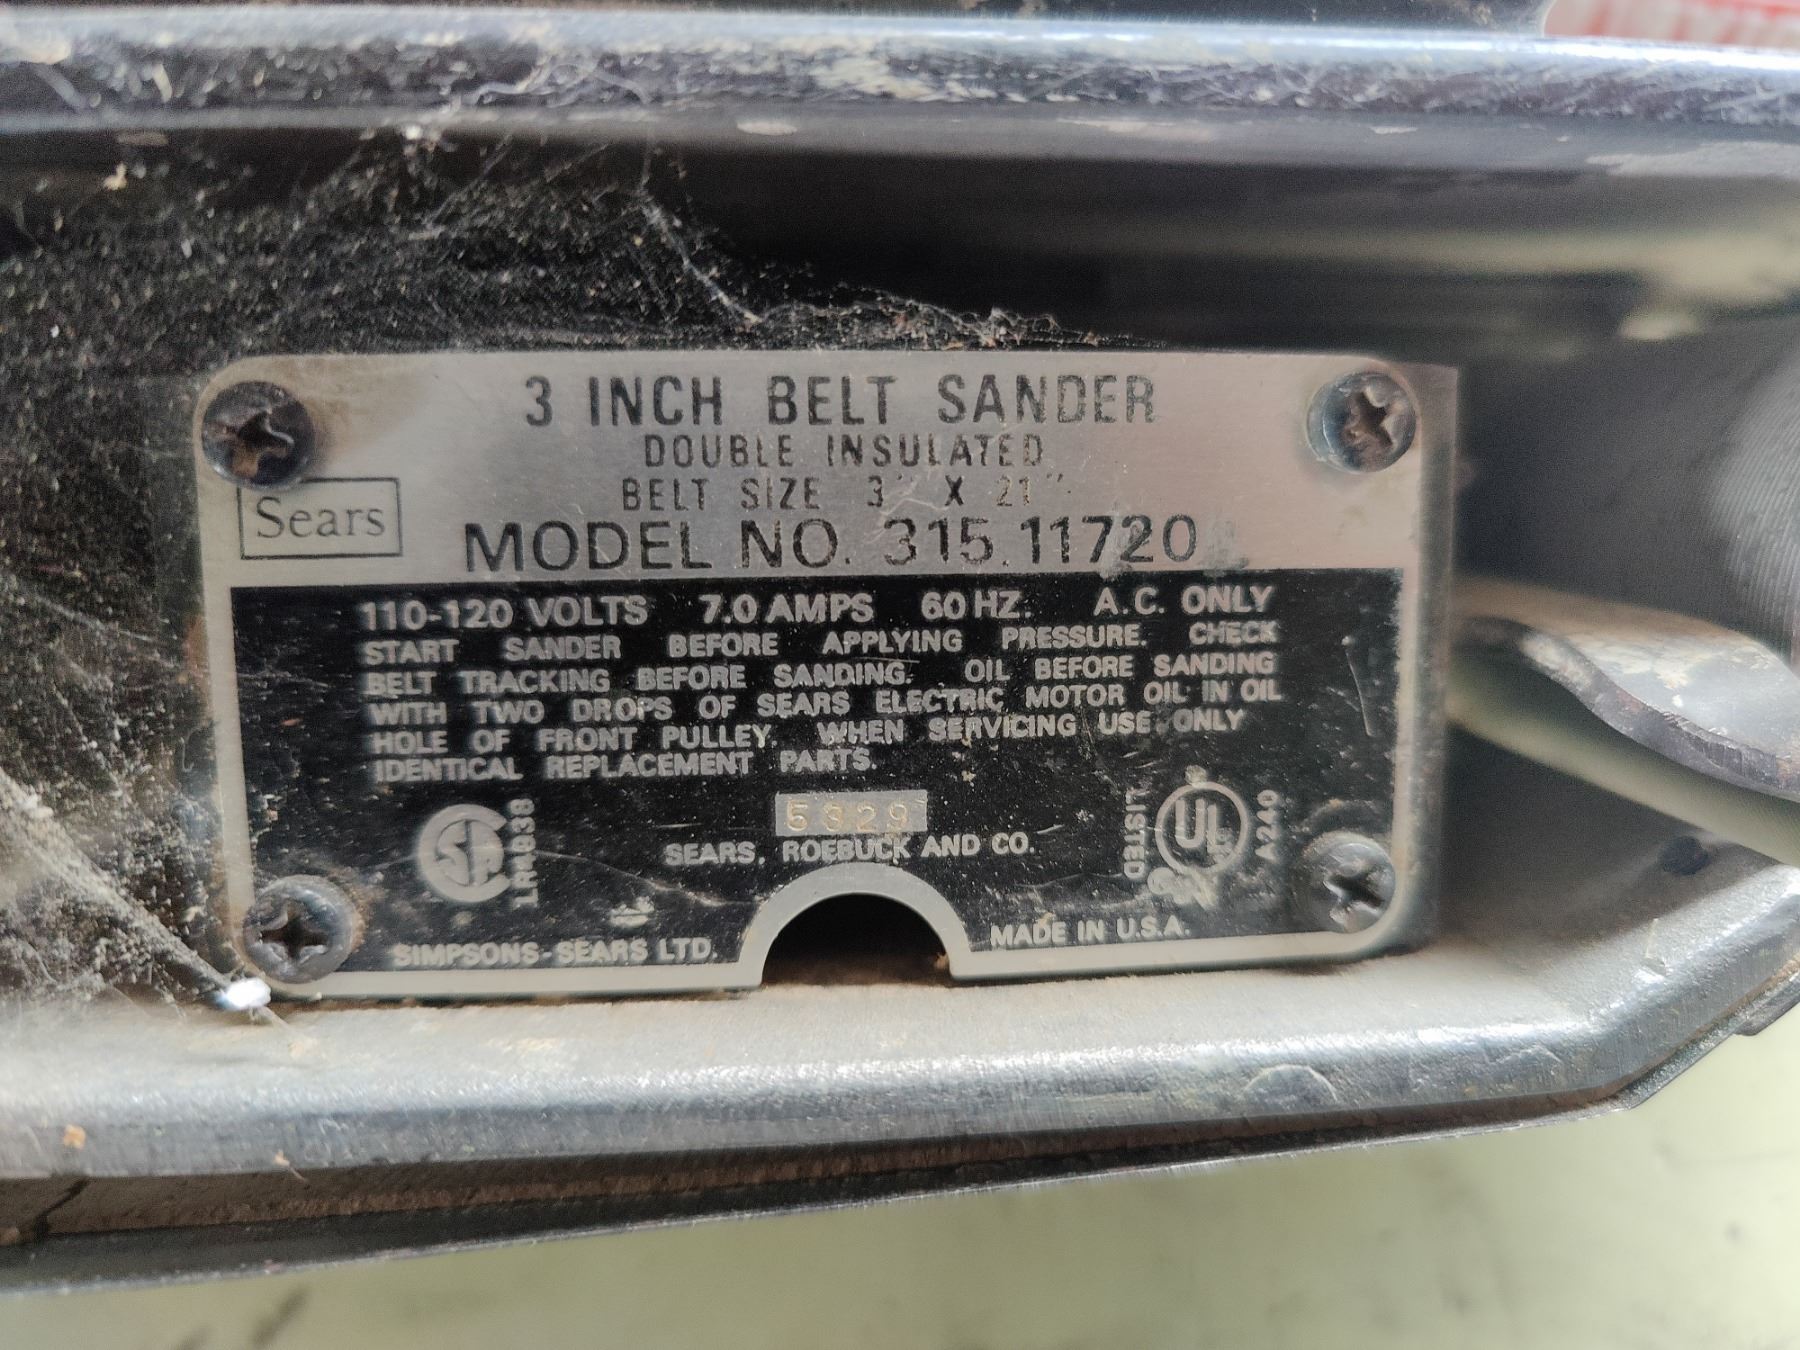 3 INCH BELT SANDER
DOUBLE INSULATED
BELT SIZE 3" X 21"
Sears
MODEL NO. 315.11720
110-120 VOLTS 7.0 AMPS 60 HZ. A.C. ONLY
START SANDER BEFORE APPLYING PRESSURE. CHECK
BELT TRACKING BEFORE SANDING. OIL BEFORE SANDING
WITH TWO DROPS OF SEARS ELECTRIC MOTOR OIL IN OIL
HOLE OF FRONT PULLEY. WHEN SERVICING USE ONLY
IDENTICAL REPLACEMENT PARTS.
SA LR4938
LISTED UL A240
SEARS, ROEBUCK AND CO.
SIMPSONS-SEARS LTD.
MADE IN U.S.A.